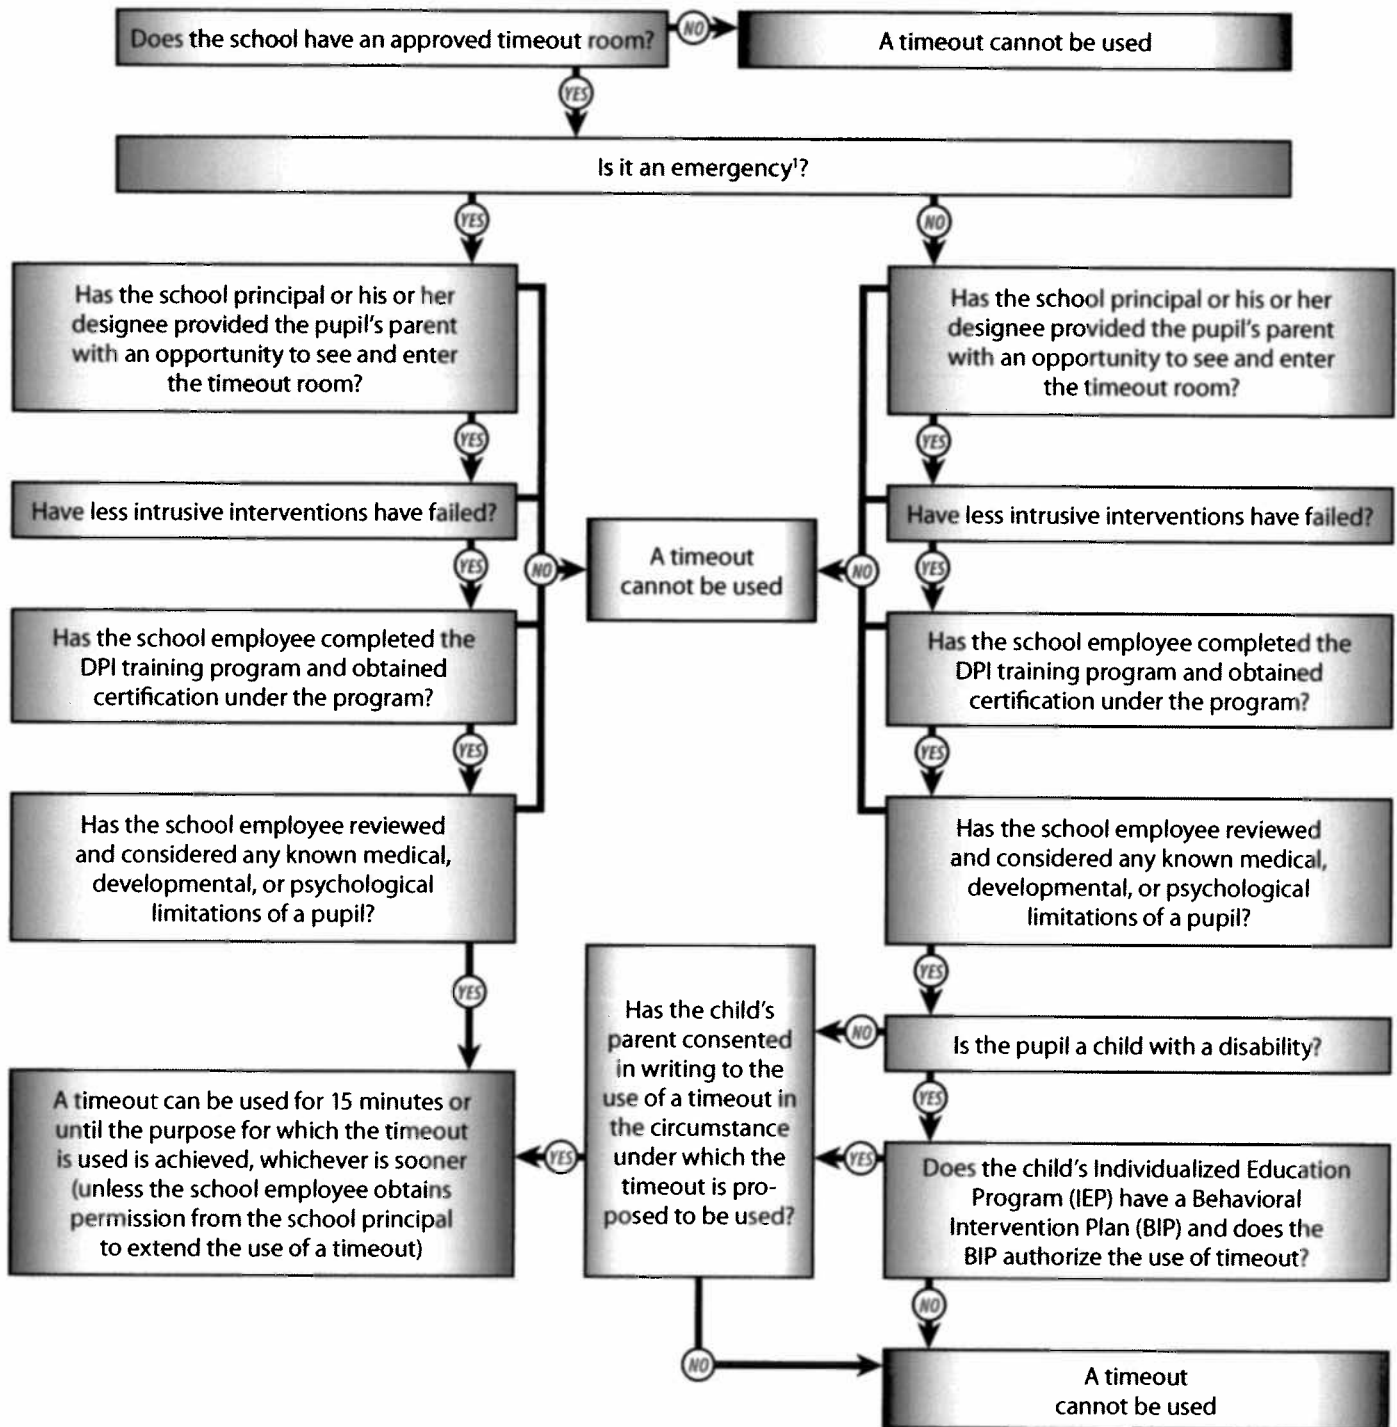 Does the school have an approved timeout room?
NO
A timeout cannot be used
YES
Is it an emergency¹?
YES
NO
Has the school principal or his or her
designee provided the pupil's parent
with an opportunity to see and enter
the timeout room?
Has the school principal or his or her
designee provided the pupil's parent
with an opportunity to see and enter
the timeout room?
YES
YES
Have less intrusive interventions have failed?
Have less intrusive interventions have failed?
YES
NO
A timeout
cannot be used
NO
YES
Has the school employee completed the
DPI training program and obtained
certification under the program?
Has the school employee completed the
DPI training program and obtained
certification under the program?
YES
YES
Has the school employee reviewed
and considered any known medical,
developmental, or psychological
limitations of a pupil?
Has the school employee reviewed
and considered any known medical,
developmental, or psychological
limitations of a pupil?
YES
YES
Has the child's
parent consented
in writing to the
use of a timeout in
the circumstance
under which the
timeout is pro-
posed to be used?
NO
Is the pupil a child with a disability?
YES
A timeout can be used for 15 minutes or
until the purpose for which the timeout
is used is achieved, whichever is sooner
(unless the school employee obtains
permission from the school principal
to extend the use of a timeout)
YES
YES
Does the child's Individualized Education
Program (IEP) have a Behavioral
Intervention Plan (BIP) and does the
BIP authorize the use of timeout?
NO
NO
A timeout
cannot be used